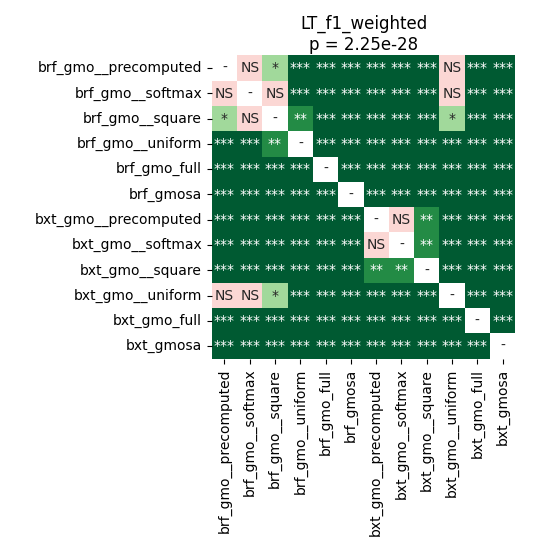 LT_f1_weighted
p = 2.25e-28
brf_gmo__precomputed - NS * *** *** *** *** *** *** NS *** ***
brf_gmo__softmax NS - NS *** *** *** *** *** *** NS *** ***
brf_gmo__square * NS - ** *** *** *** *** *** * *** ***
brf_gmo__uniform *** *** ** - *** *** *** *** *** *** *** ***
brf_gmo_full *** *** *** *** - *** *** *** *** *** *** ***
brf_gmosa *** *** *** *** *** - *** *** *** *** *** ***
bxt_gmo__precomputed *** *** *** *** *** *** - NS ** *** *** ***
bxt_gmo__softmax *** *** *** *** *** *** NS - ** *** *** ***
bxt_gmo__square *** *** *** *** *** *** ** ** - *** *** ***
bxt_gmo__uniform NS NS * *** *** *** *** *** *** - *** ***
bxt_gmo_full *** *** *** *** *** *** *** *** *** *** - ***
bxt_gmosa *** *** *** *** *** *** *** *** *** *** *** -
brf_gmo__precomputed
brf_gmo__softmax
brf_gmo__square
brf_gmo__uniform
brf_gmo_full
brf_gmosa
bxt_gmo__precomputed
bxt_gmo__softmax
bxt_gmo__square
bxt_gmo__uniform
bxt_gmo_full
bxt_gmosa